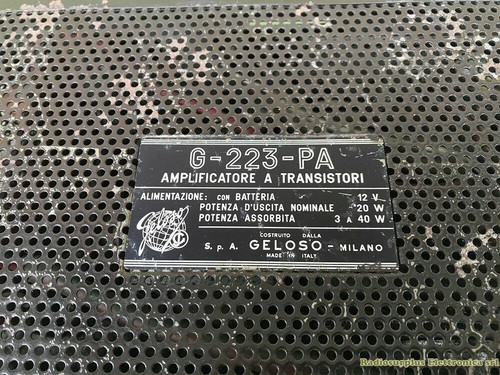 G-223-PA
AMPLIFICATORE A TRANSISTORI
ALIMENTAZIONE: CON BATTERIA 12 V
POTENZA D'USCITA NOMINALE 20 W
POTENZA ASSORBITA 3 A 40 W
Geloso
COSTRUITO DALLA
S.p.A. GELOSO - MILANO
MADE IN ITALY
Radiosurplus Elettronica srl